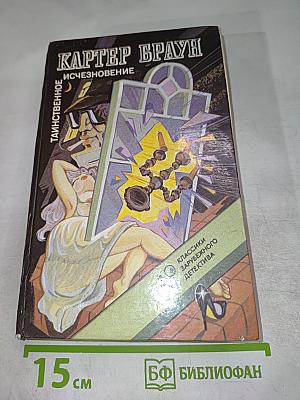 КАРТЕР БРАУН
ТАИНСТВЕННОЕ
ИСЧЕЗНОВЕНИЕ
КЛАССИКИ
ЗАРУБЕЖНОГО
ДЕТЕКТИВА
15 см
БФ БИБЛИОФАН